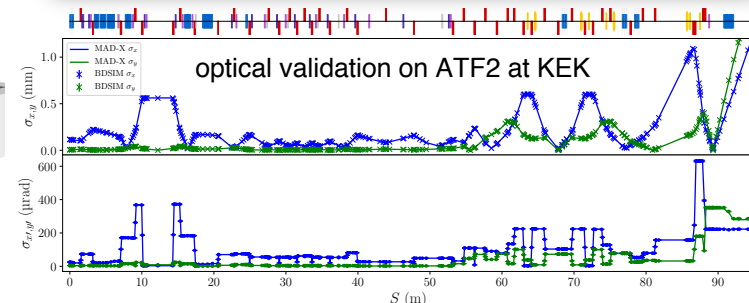 MAD-X σx
MAD-X σy
BDSIM σx
BDSIM σy
optical validation on ATF2 at KEK
1.0
0.5
0.0
σx,y (mm)
600
400
200
0
σx′,y′ (μrad)
0 10 20 30 40 50 60 70 80 90
S (m)